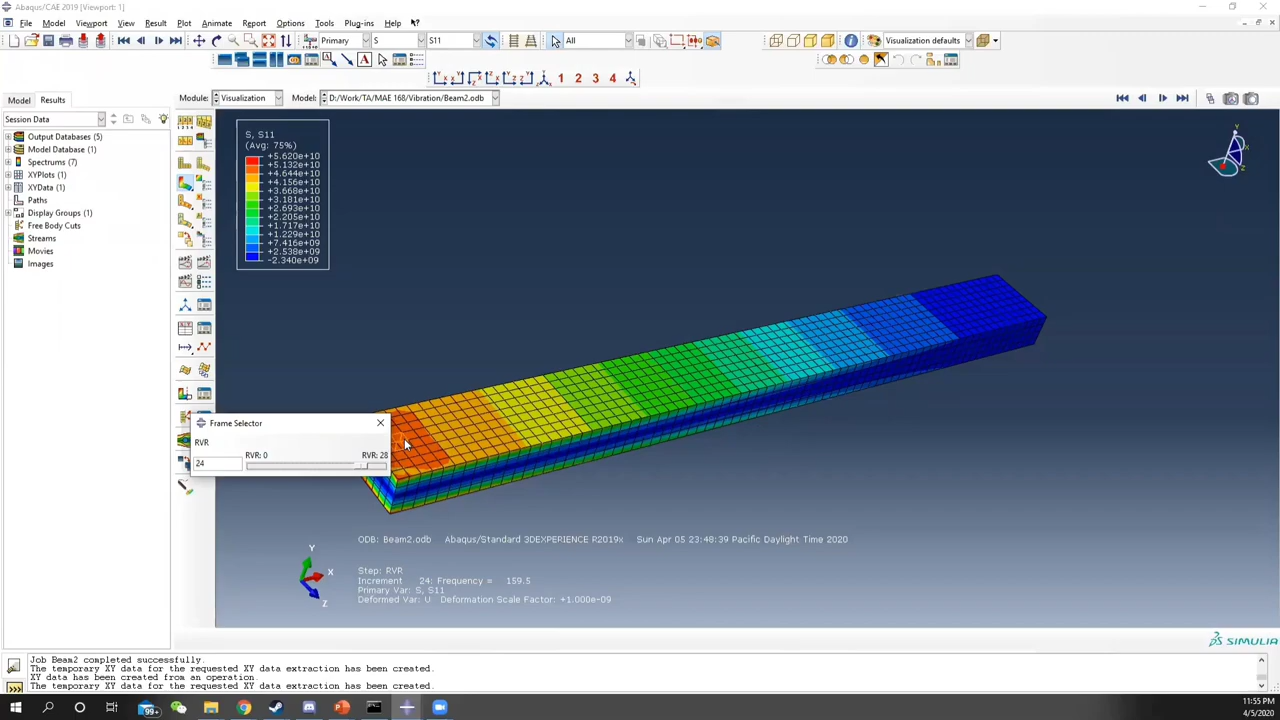 Abaqus/CAE 2019 [Viewport: 1]
File Model Viewport View Result Plot Animate Report Options Tools Plug-ins Help
Primary S S11 All Visualization defaults
1 2 3 4
Model Results Module: Visualization Model: D:/Work/TA/MAE 168/Vibration/Beam2.odb
Session Data
Output Databases (5)
Model Database (1)
Spectrums (7)
XYPlots (1)
XYData (1)
Paths
Display Groups (1)
Free Body Cuts
Streams
Movies
Images
S, S11
(Avg: 75%)
+5.620e+10
+5.132e+10
+4.644e+10
+4.156e+10
+3.668e+10
+3.181e+10
+2.693e+10
+2.205e+10
+1.717e+10
+1.229e+10
+7.416e+09
+2.538e+09
-2.340e+09
Frame Selector
RVR
RVR: 0 RVR: 28
24
ODB: Beam2.odb Abaqus/Standard 3DEXPERIENCE R2019x Sun Apr 05 23:48:39 Pacific Daylight Time 2020
Y
X
Z
Step: RVR
Increment 24: Frequency = 159.5
Primary Var: S, S11
Deformed Var: U Deformation Scale Factor: +1.000e-09
SIMULIA
Job Beam2 completed successfully.
The temporary XY data for the requested XY data extraction has been created.
XY data has been created from an operation.
The temporary XY data for the requested XY data extraction has been created.
99+
11:55 PM
4/5/2020